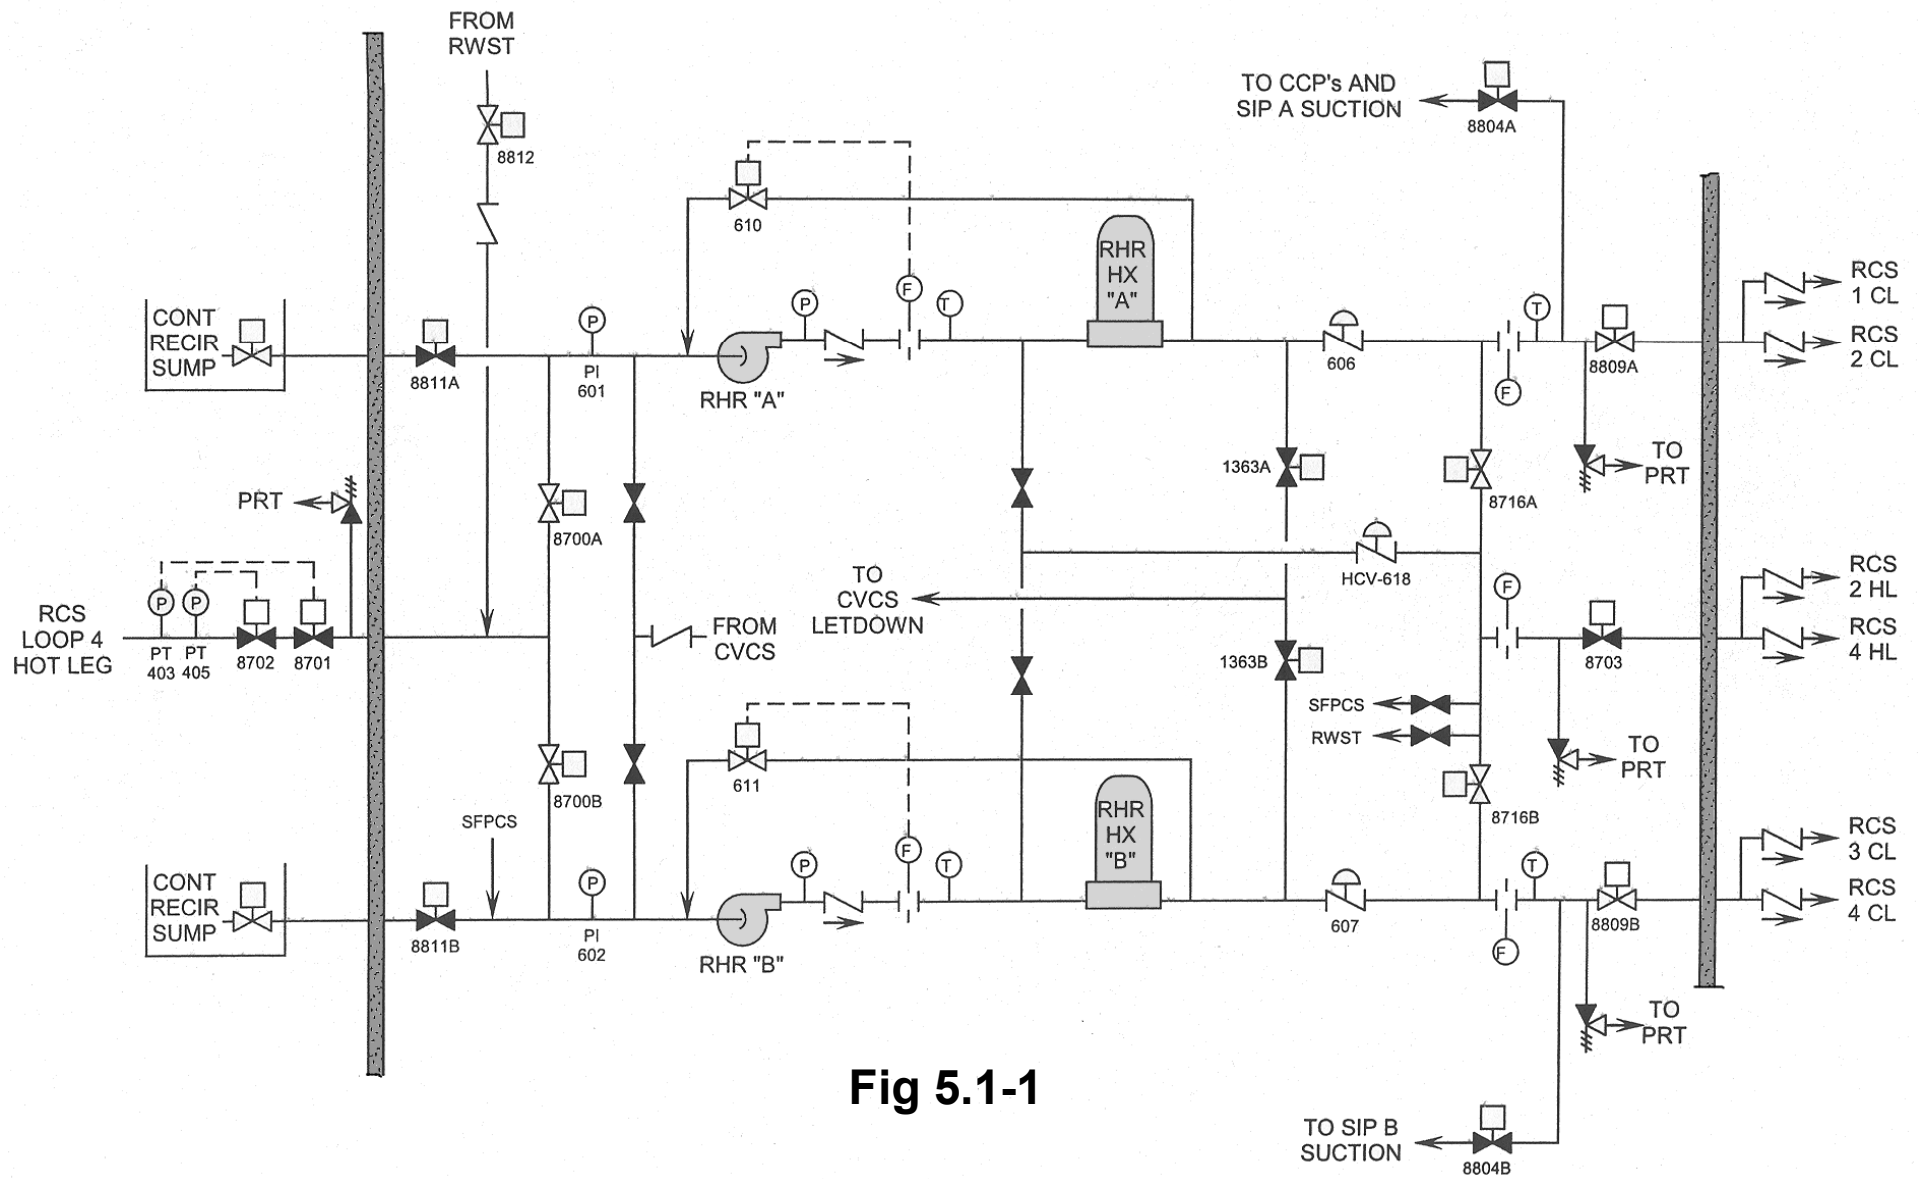 FROM
RWST
8812
TO CCP's AND
SIP A SUCTION
8804A
610
CONT
RECIR
SUMP
8811A
P
PI
601
RHR "A"
P
F
T
RHR
HX
"A"
606
F
T
8809A
RCS
1 CL
RCS
2 CL
TO
PRT
PRT
8700A
1363A
8716A
HCV-618
TO
CVCS
LETDOWN
RCS
LOOP 4
HOT LEG
P
P
PT
403
PT
405
8702
8701
FROM
CVCS
1363B
F
8703
RCS
2 HL
RCS
4 HL
SFPCS
RWST
TO
PRT
8700B
611
8716B
SFPCS
CONT
RECIR
SUMP
8811B
P
PI
602
RHR "B"
P
F
T
RHR
HX
"B"
607
F
T
8809B
RCS
3 CL
RCS
4 CL
TO
PRT
Fig 5.1-1
TO SIP B
SUCTION
8804B